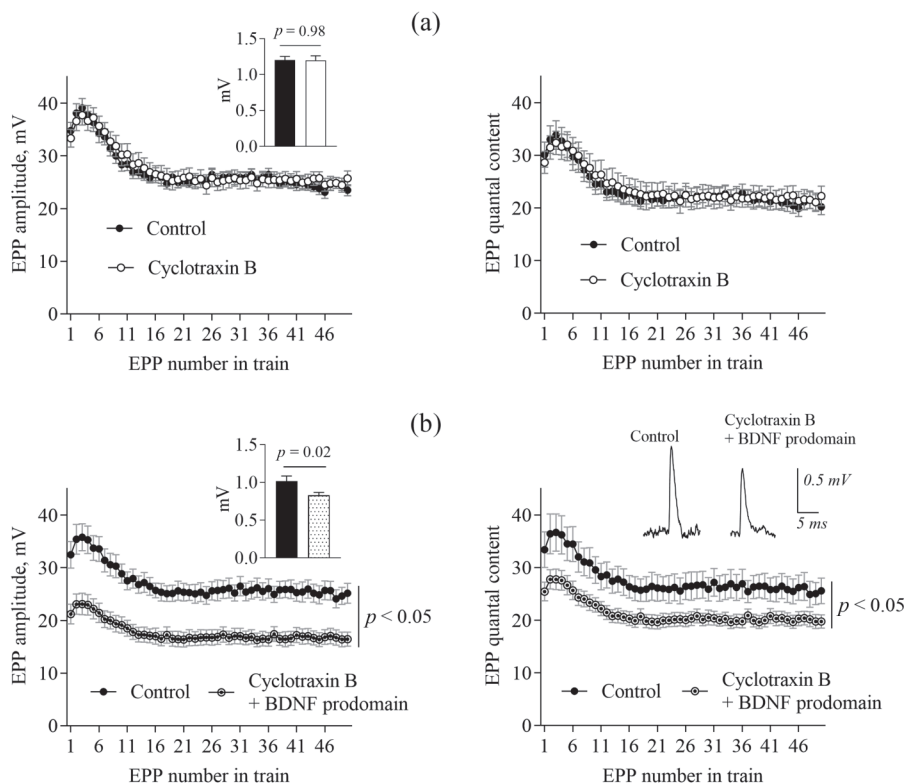 (a)
p = 0.98
1.5
1.0
0.5
0.0
mV
40
30
20
10
0
EPP amplitude, mV
Control
Cyclotraxin B
1 6 11 16 21 26 31 36 41 46
EPP number in train
40
30
20
10
0
EPP quantal content
Control
Cyclotraxin B
1 6 11 16 21 26 31 36 41 46
EPP number in train
(b)
p = 0.02
1.5
1.0
0.5
0.0
mV
40
30
20
10
0
EPP amplitude, mV
p < 0.05
Control
Cyclotraxin B
+ BDNF prodomain
1 6 11 16 21 26 31 36 41 46
EPP number in train
Control
Cyclotraxin B
+ BDNF prodomain
0.5 mV
5 ms
40
30
20
10
0
EPP quantal content
p < 0.05
Control
Cyclotraxin B
+ BDNF prodomain
1 6 11 16 21 26 31 36 41 46
EPP number in train